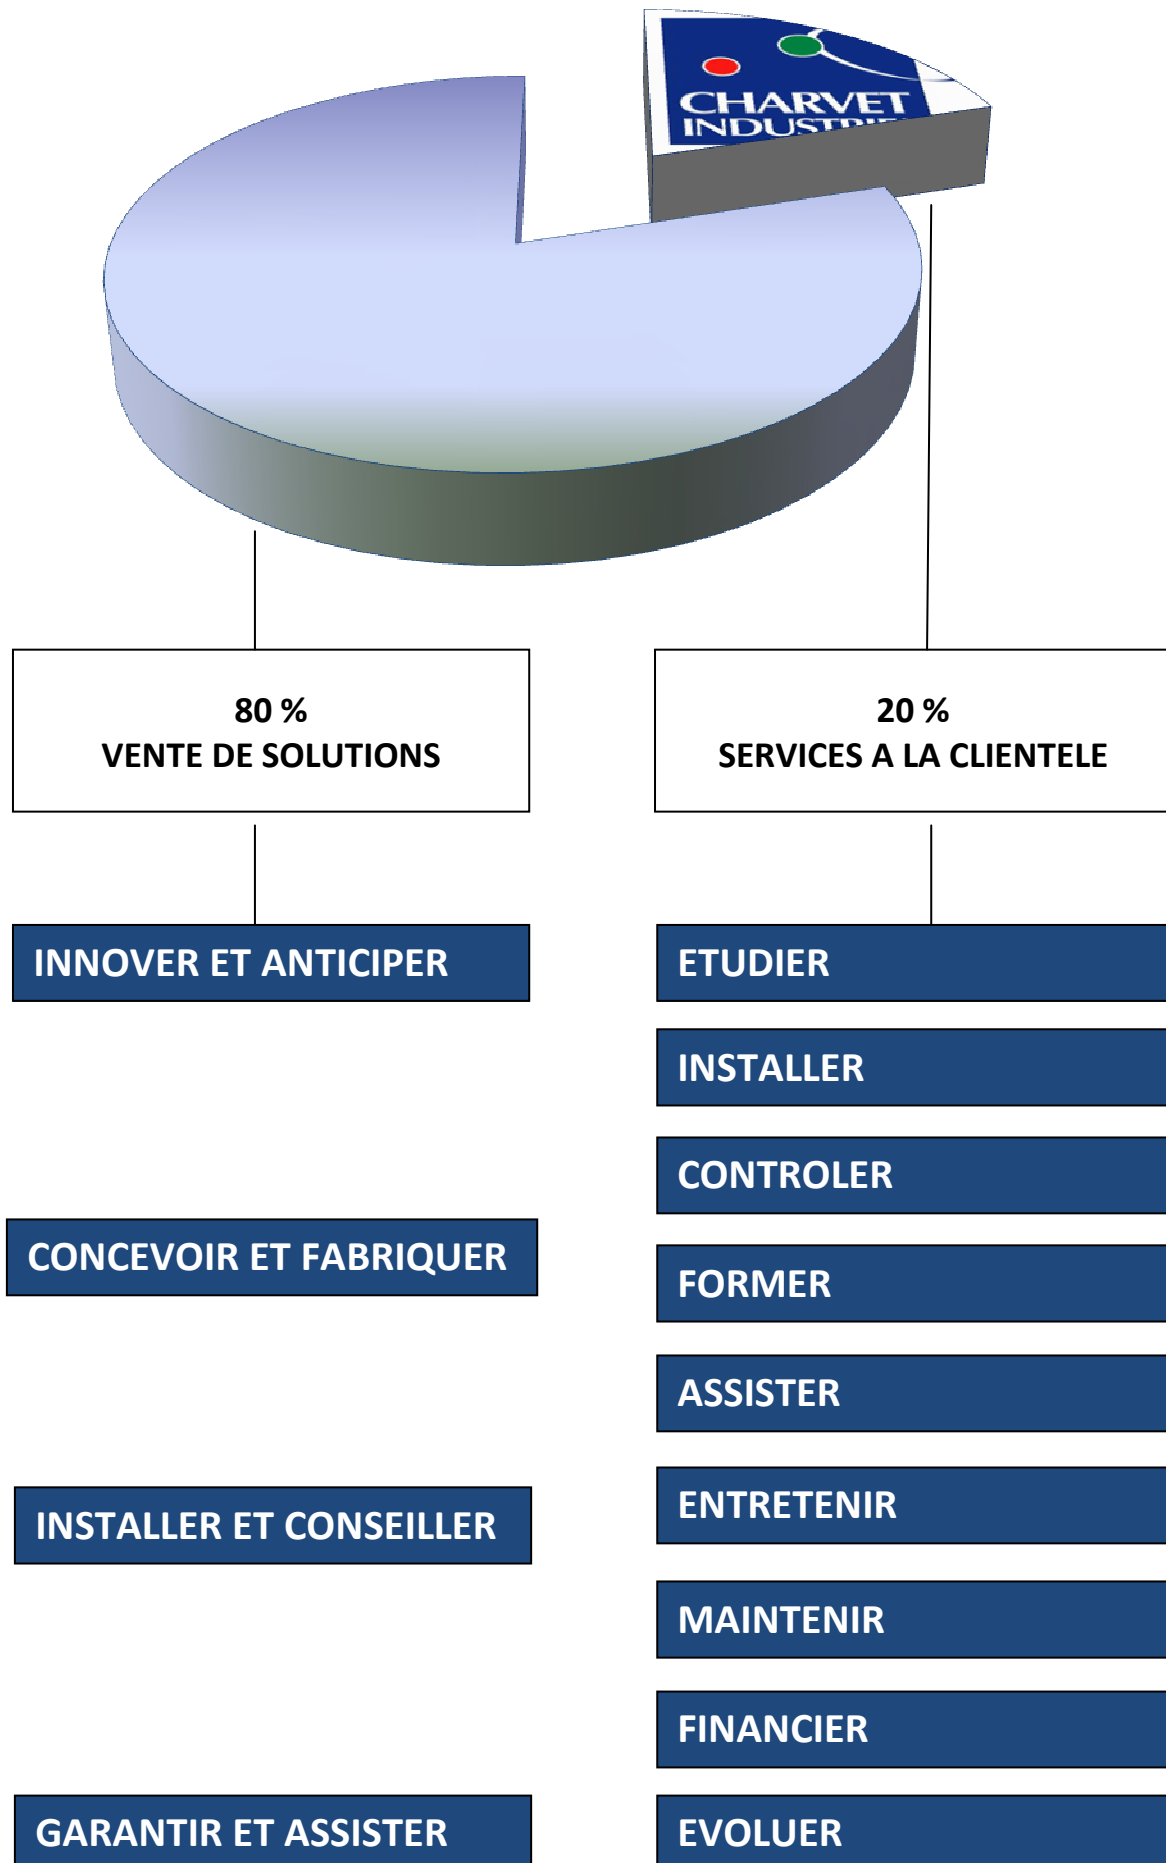 CHARVET
80 %
VENTE DE SOLUTIONS
INNOVER ET ANTICIPER
CONCEVOIR ET FABRIQUER
INSTALLER ET CONSEILLER
GARANTIR ET ASSISTER
20 %
SERVICES A LA CLIENTELE
ETUDIER
INSTALLER
CONTROLER
FORMER
ASSISTER
ENTRETENIR
MAINTENIR
FINANCIER
EVOLUER